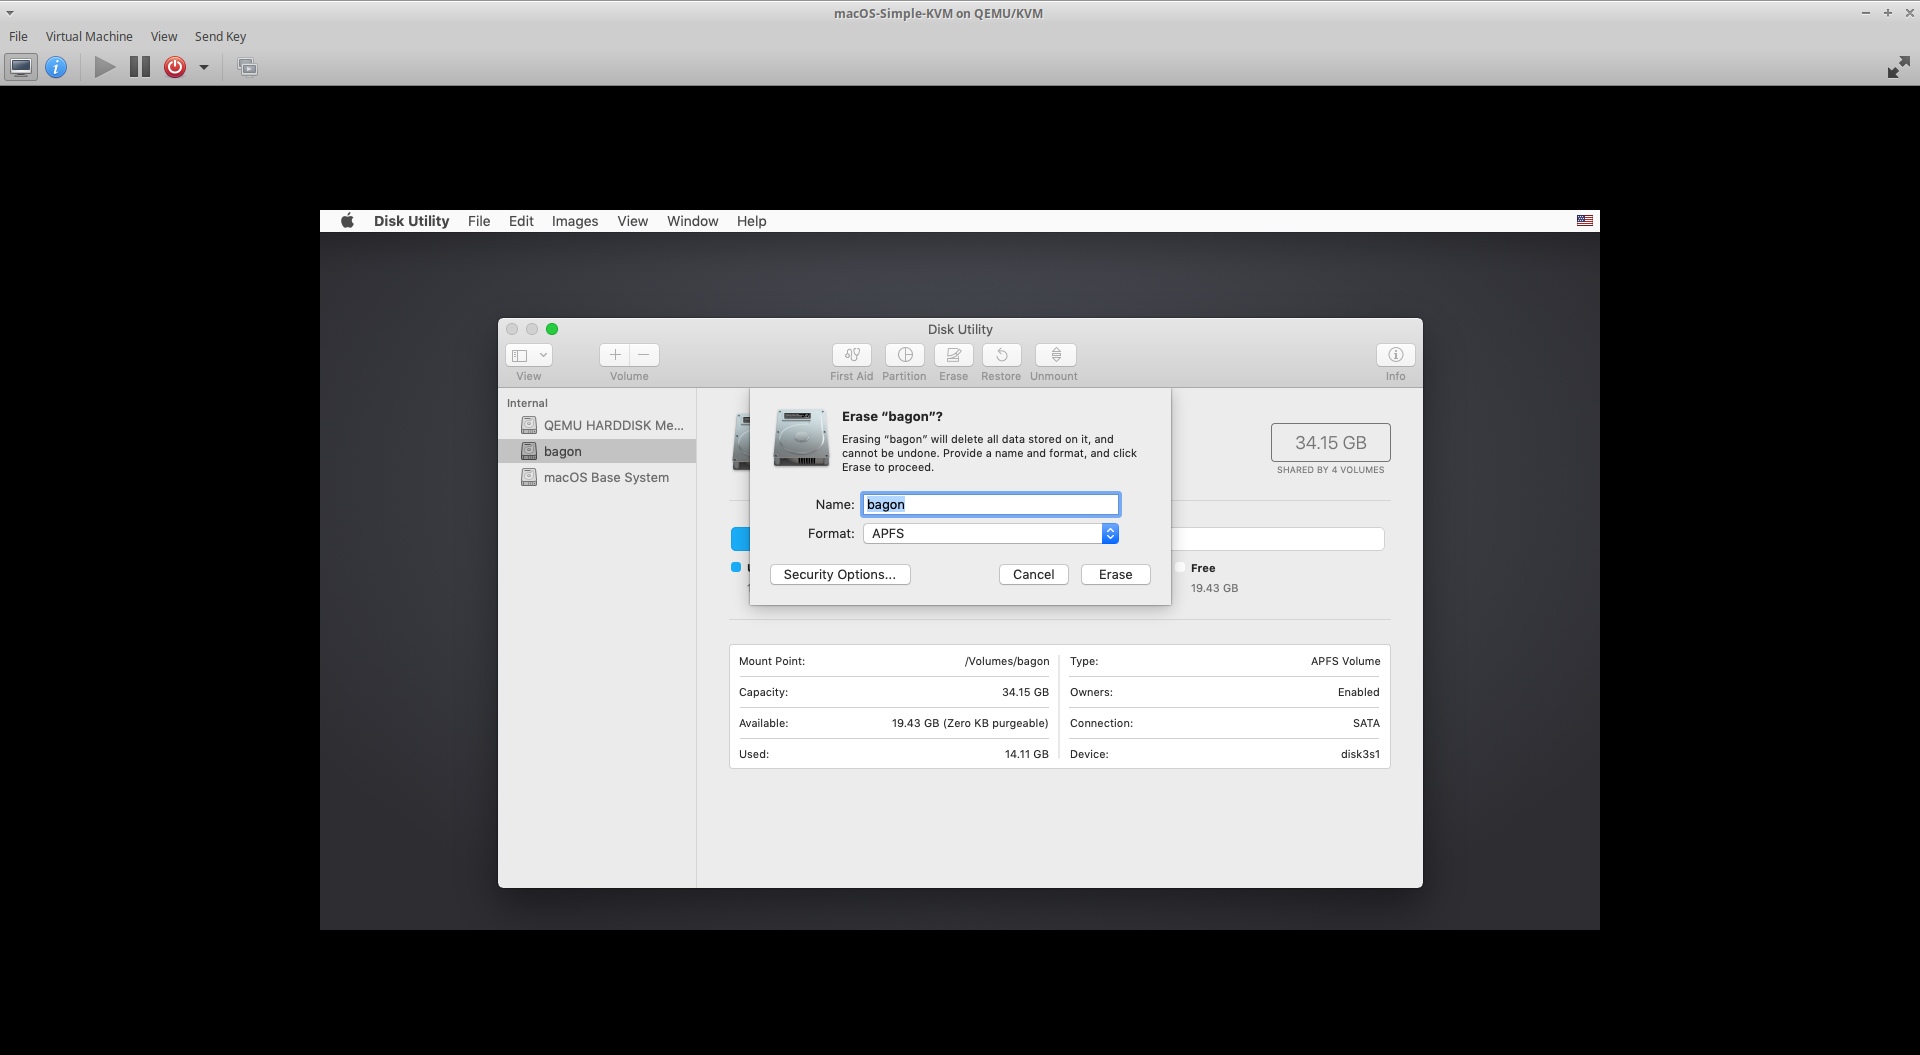 macOS-Simple-KVM on QEMU/KVM
File Virtual Machine View Send Key
Disk Utility File Edit Images View Window Help
Disk Utility
View Volume First Aid Partition Erase Restore Unmount Info
Internal
QEMU HARDDISK Me...
bagon
macOS Base System
Erase “bagon”?
Erasing “bagon” will delete all data stored on it, and
cannot be undone. Provide a name and format, and click
Erase to proceed.
Name: bagon
Format: APFS
Security Options... Cancel Erase
34.15 GB
SHARED BY 4 VOLUMES
Free
19.43 GB
Mount Point: /Volumes/bagon
Capacity: 34.15 GB
Available: 19.43 GB (Zero KB purgeable)
Used: 14.11 GB
Type: APFS Volume
Owners: Enabled
Connection: SATA
Device: disk3s1